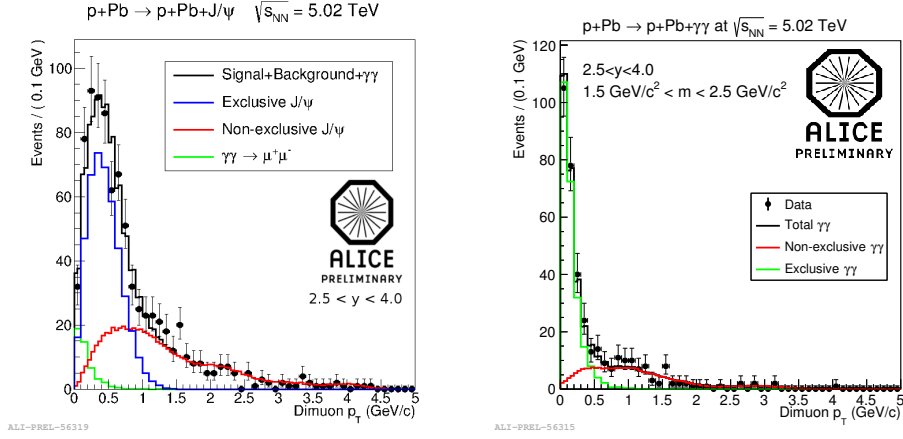 p+Pb → p+Pb+J/ψ √sNN = 5.02 TeV
Events / ( 0.1 GeV )
100
80
60
40
20
0
Signal+Background+γγ
Exclusive J/ψ
Non-exclusive J/ψ
γγ → μ+μ-
ALICE
PRELIMINARY
2.5 < y < 4.0
0 0.5 1 1.5 2 2.5 3 3.5 4 4.5 5
Dimuon pT (GeV/c)
ALI-PREL-56319
p+Pb → p+Pb+γγ at √sNN = 5.02 TeV
Events / (0.1 GeV)
120
100
80
60
40
20
0
2.5<y<4.0
1.5 GeV/c² < m < 2.5 GeV/c²
ALICE
PRELIMINARY
Data
Total γγ
Non-exclusive γγ
Exclusive γγ
0 0.5 1 1.5 2 2.5 3 3.5 4 4.5 5
Dimuon pT (GeV/c)
ALI-PREL-56315